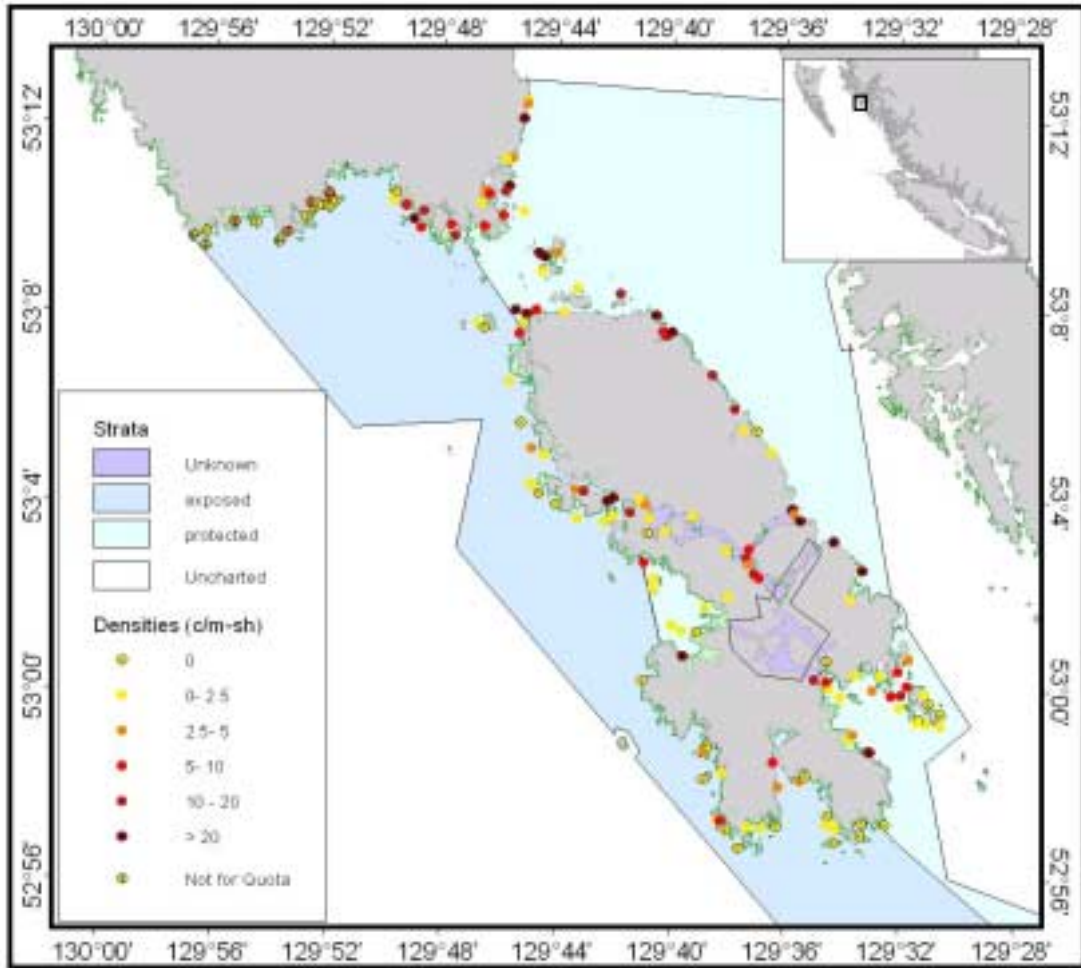 130°00' 129°56' 129°52' 129°48' 129°44' 129°40' 129°36' 129°32' 129°28'
53°12' 53°12'
53°8' 53°8'
53°4' 53°4'
53°00' 53°00'
52°56' 52°56'
Strata
Unknown
exposed
protected
Uncharted
Densities (c/m-sh)
0
0- 2.5
2.5- 5
5- 10
10 - 20
> 20
Not for Quota
130°00' 129°56' 129°52' 129°48' 129°44' 129°40' 129°36' 129°32' 129°28'